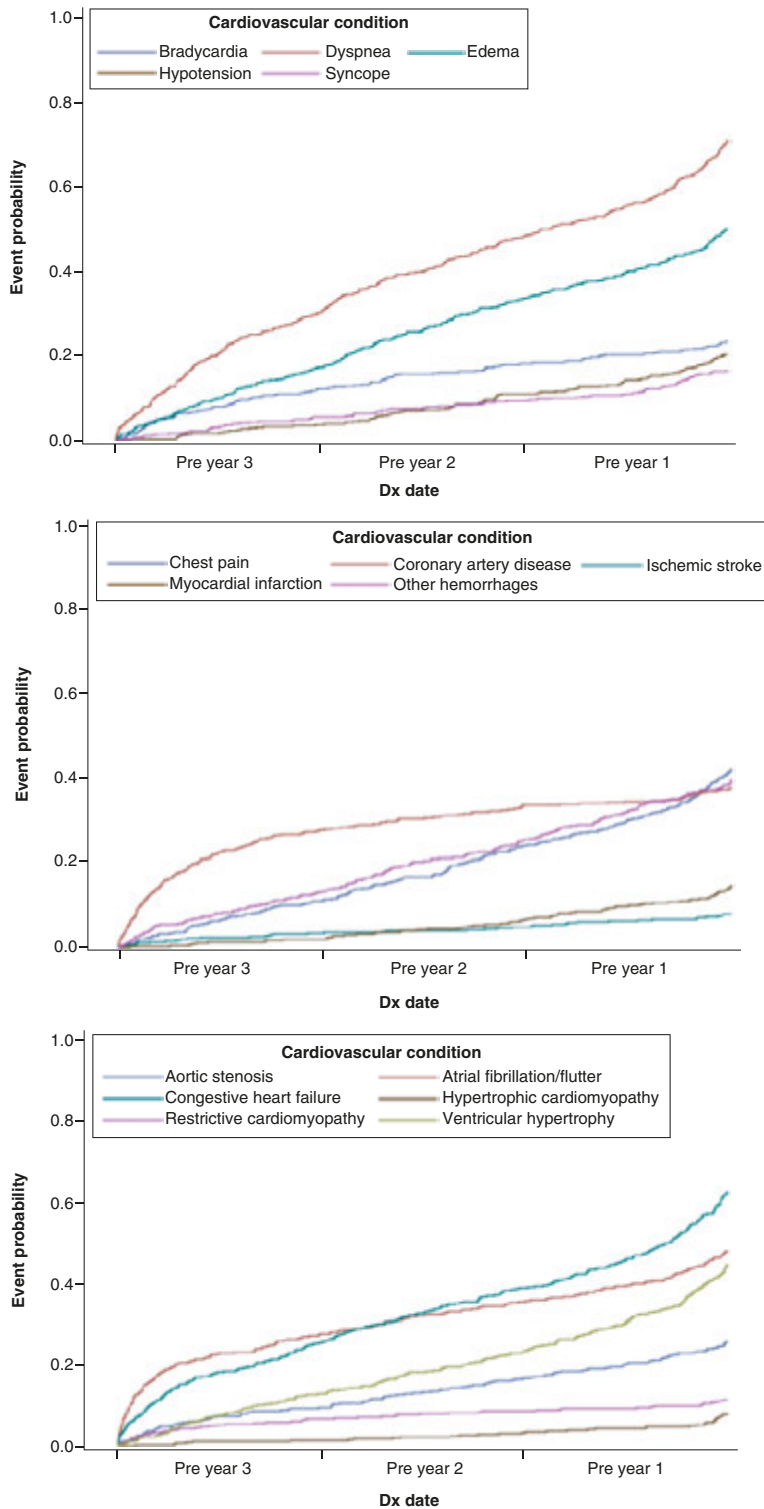 Cardiovascular condition
Bradycardia Dyspnea Edema
Hypotension Syncope
Event probability
1.0
0.8
0.6
0.4
0.2
0.0
Pre year 3 Pre year 2 Pre year 1
Dx date
Cardiovascular condition
Chest pain Coronary artery disease Ischemic stroke
Myocardial infarction Other hemorrhages
Event probability
1.0
0.8
0.6
0.4
0.2
0.0
Pre year 3 Pre year 2 Pre year 1
Dx date
Cardiovascular condition
Aortic stenosis Atrial fibrillation/flutter
Congestive heart failure Hypertrophic cardiomyopathy
Restrictive cardiomyopathy Ventricular hypertrophy
Event probability
1.0
0.8
0.6
0.4
0.2
0.0
Pre year 3 Pre year 2 Pre year 1
Dx date